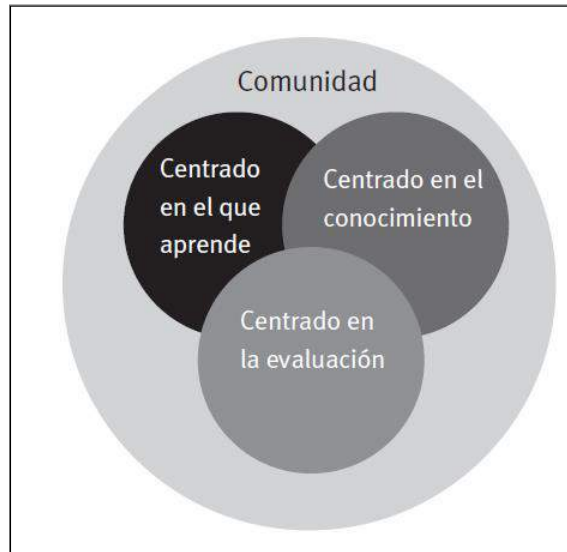 Comunidad
Centrado
en el que
aprende
Centrado en el
conocimiento
Centrado en
la evaluación